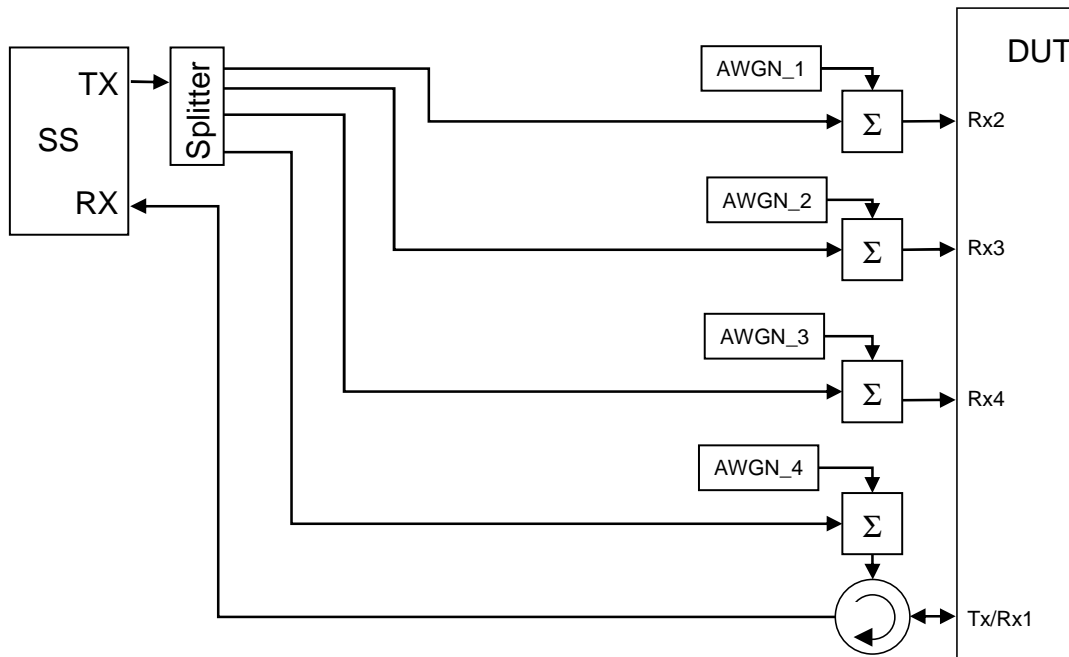 SS
TX
RX
Splitter
AWGN_1
Σ
Rx2
AWGN_2
Σ
Rx3
AWGN_3
Σ
Rx4
AWGN_4
Σ
Tx/Rx1
DUT